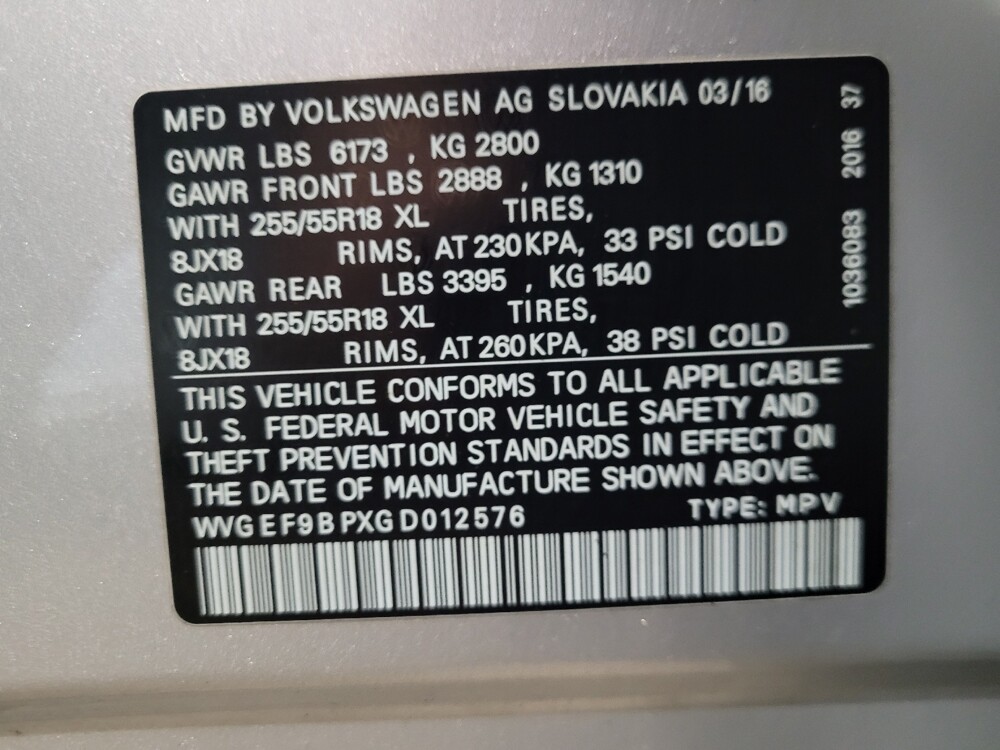 MFD BY VOLKSWAGEN AG SLOVAKIA 03/16
GVWR LBS 6173 , KG 2800
GAWR FRONT LBS 2888 , KG 1310
WITH 255/55R18 XL TIRES,
8JX18 RIMS, AT 230KPA, 33 PSI COLD
GAWR REAR LBS 3395 , KG 1540
WITH 255/55R18 XL TIRES,
8JX18 RIMS, AT 260KPA, 38 PSI COLD
THIS VEHICLE CONFORMS TO ALL APPLICABLE
U. S. FEDERAL MOTOR VEHICLE SAFETY AND
THEFT PREVENTION STANDARDS IN EFFECT ON
THE DATE OF MANUFACTURE SHOWN ABOVE.
WVGEF9BPXGD012576 TYPE: MPV
1036083 2016 37